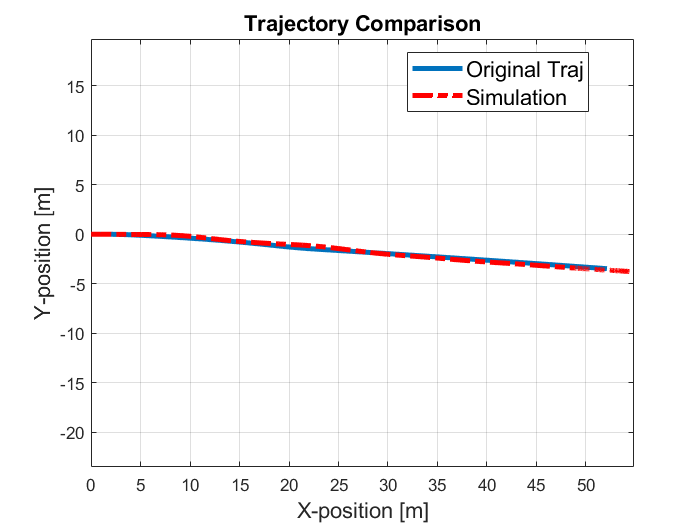 Trajectory Comparison
Original Traj
Simulation
Y-position [m]
15
10
5
0
-5
-10
-15
-20
0 5 10 15 20 25 30 35 40 45 50
X-position [m]